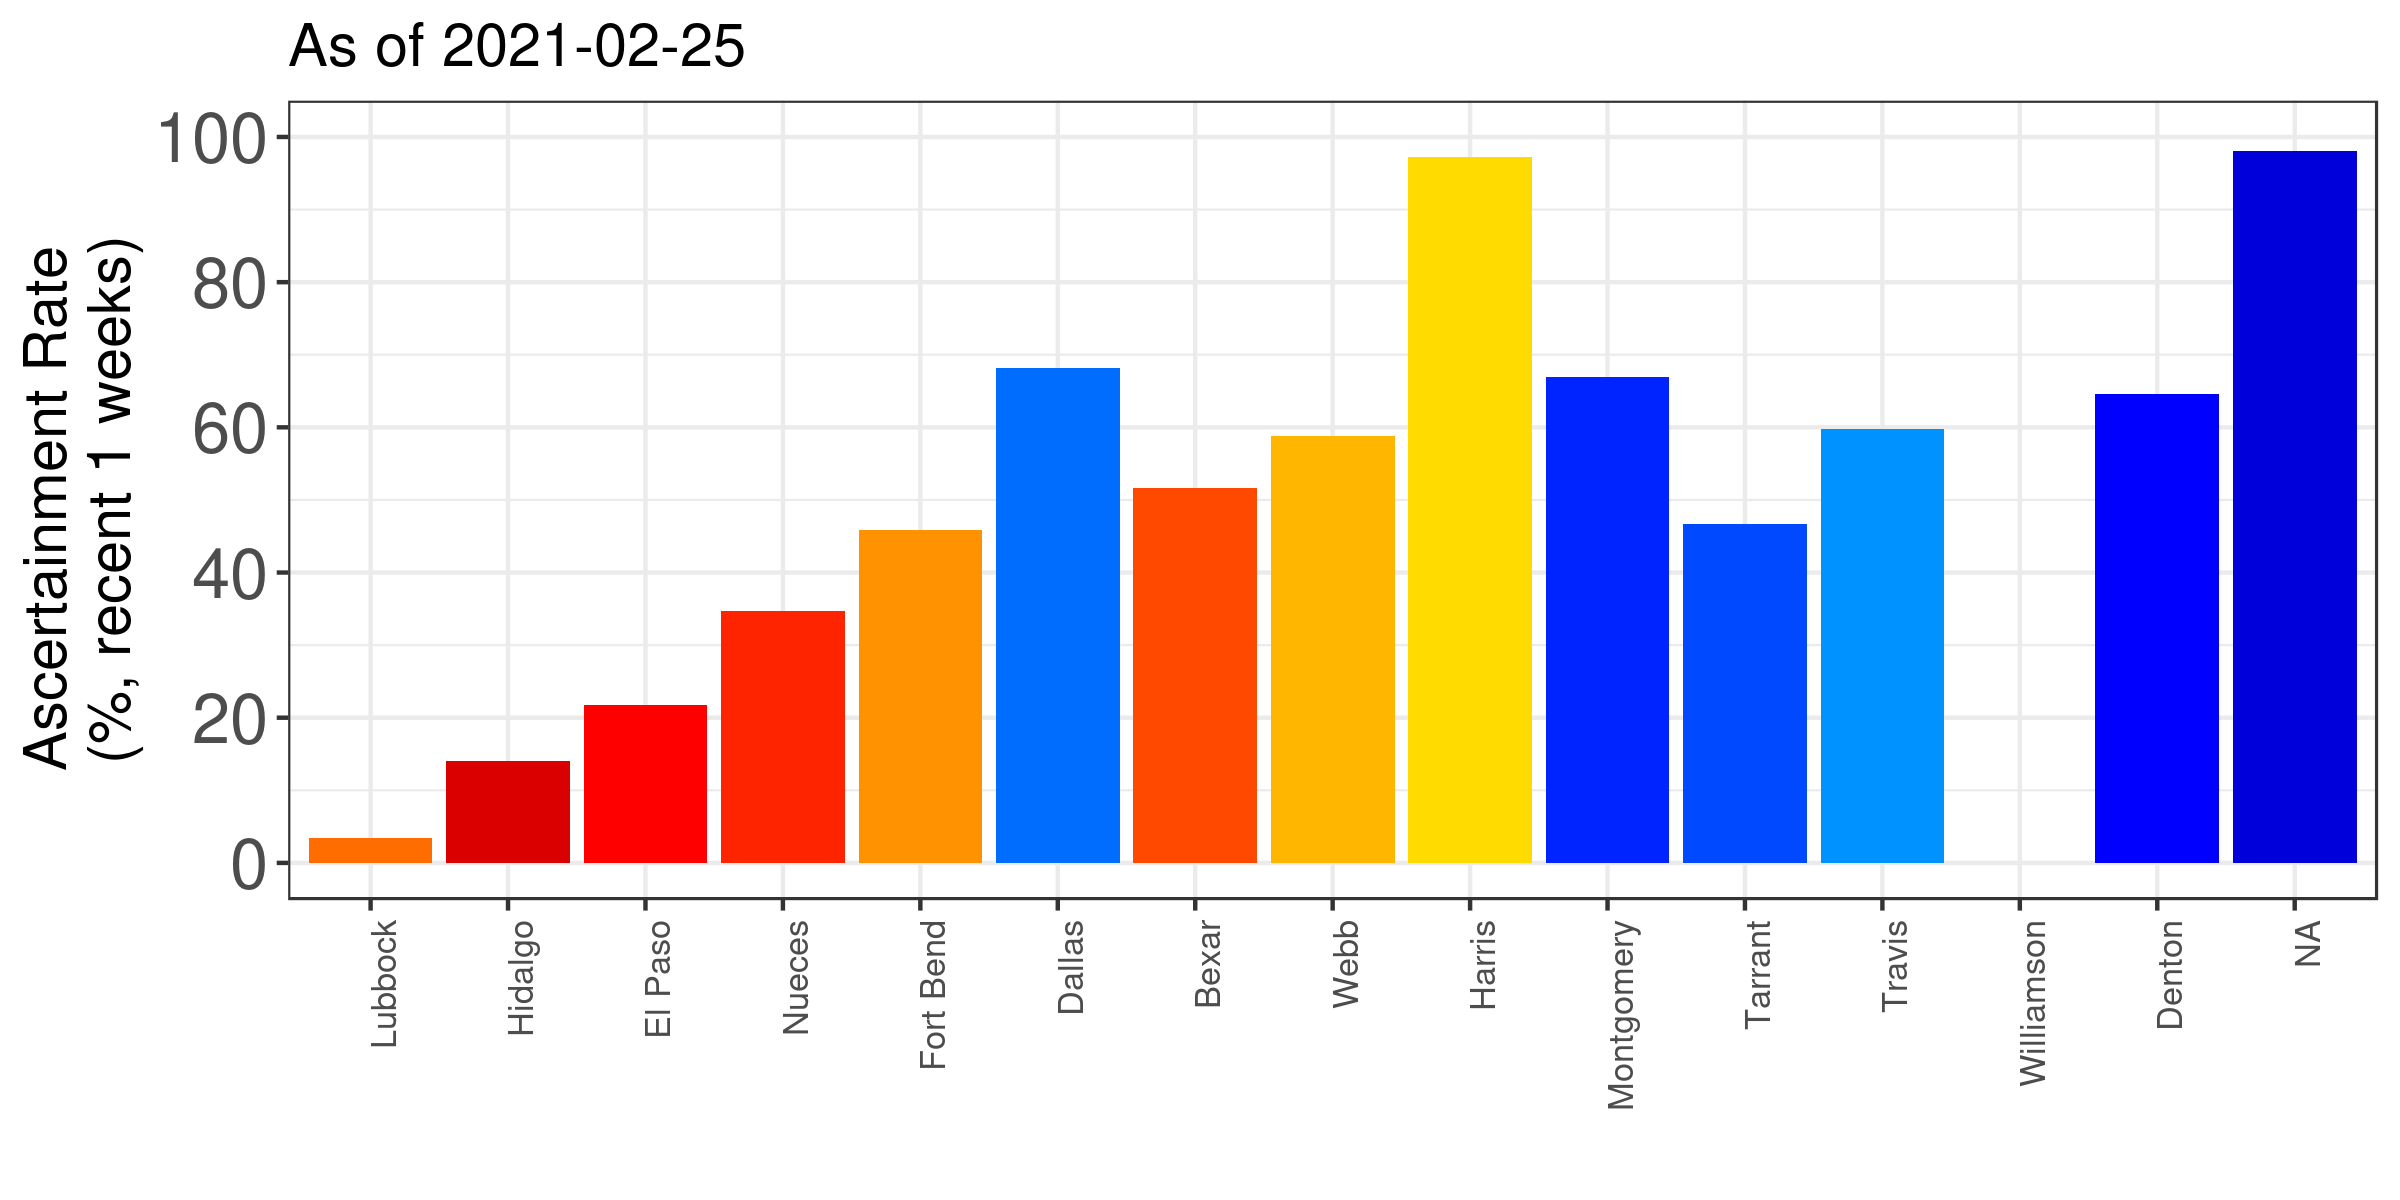 As of 2021-02-25
Ascertainment Rate
(%, recent 1 weeks)
100
80
60
40
20
0
Lubbock
Hidalgo
El Paso
Nueces
Fort Bend
Dallas
Bexar
Webb
Harris
Montgomery
Tarrant
Travis
Williamson
Denton
NA